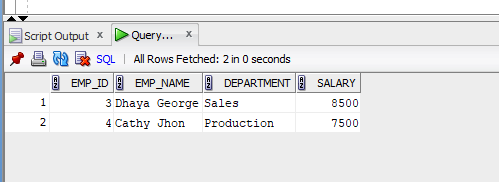 Script Output x Query... x
SQL | All Rows Fetched: 2 in 0 seconds
EMP_ID EMP_NAME DEPARTMENT SALARY
1 3 Dhaya George Sales 8500
2 4 Cathy Jhon Production 7500